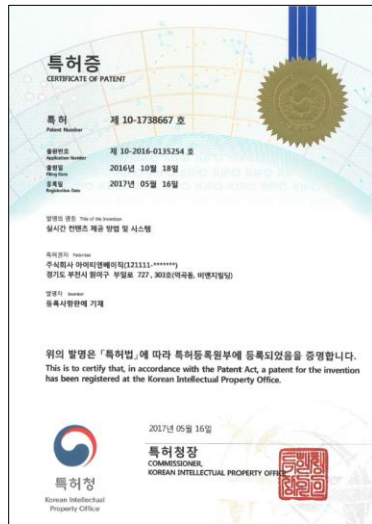 특허증
CERTIFICATE OF PATENT
특 허 제 10-1738667 호
Patent Number
출원번호 제 10-2016-0135254 호
Application Number
출원일 2016년 10월 18일
Filing Date
등록일 2017년 05월 16일
Registration Date
발명의 명칭 Title of the Invention
실시간 컨텐츠 제공 방법 및 시스템
특허권자 Patentee
주식회사 아이티앤베이직(121111-*******)
경기도 부천시 원미구 부일로 727, 303호(역곡동, 비앤지빌딩)
발명자 Inventor
등록사항란에 기재
위의 발명은 「특허법」에 따라 특허등록원부에 등록되었음을 증명합니다.
This is to certify that, in accordance with the Patent Act, a patent for the invention
has been registered at the Korean Intellectual Property Office.
2017년 05월 16일
특허청장
COMMISSIONER,
KOREAN INTELLECTUAL PROPERTY OFFICE
특허청
Korean Intellectual
Property Office